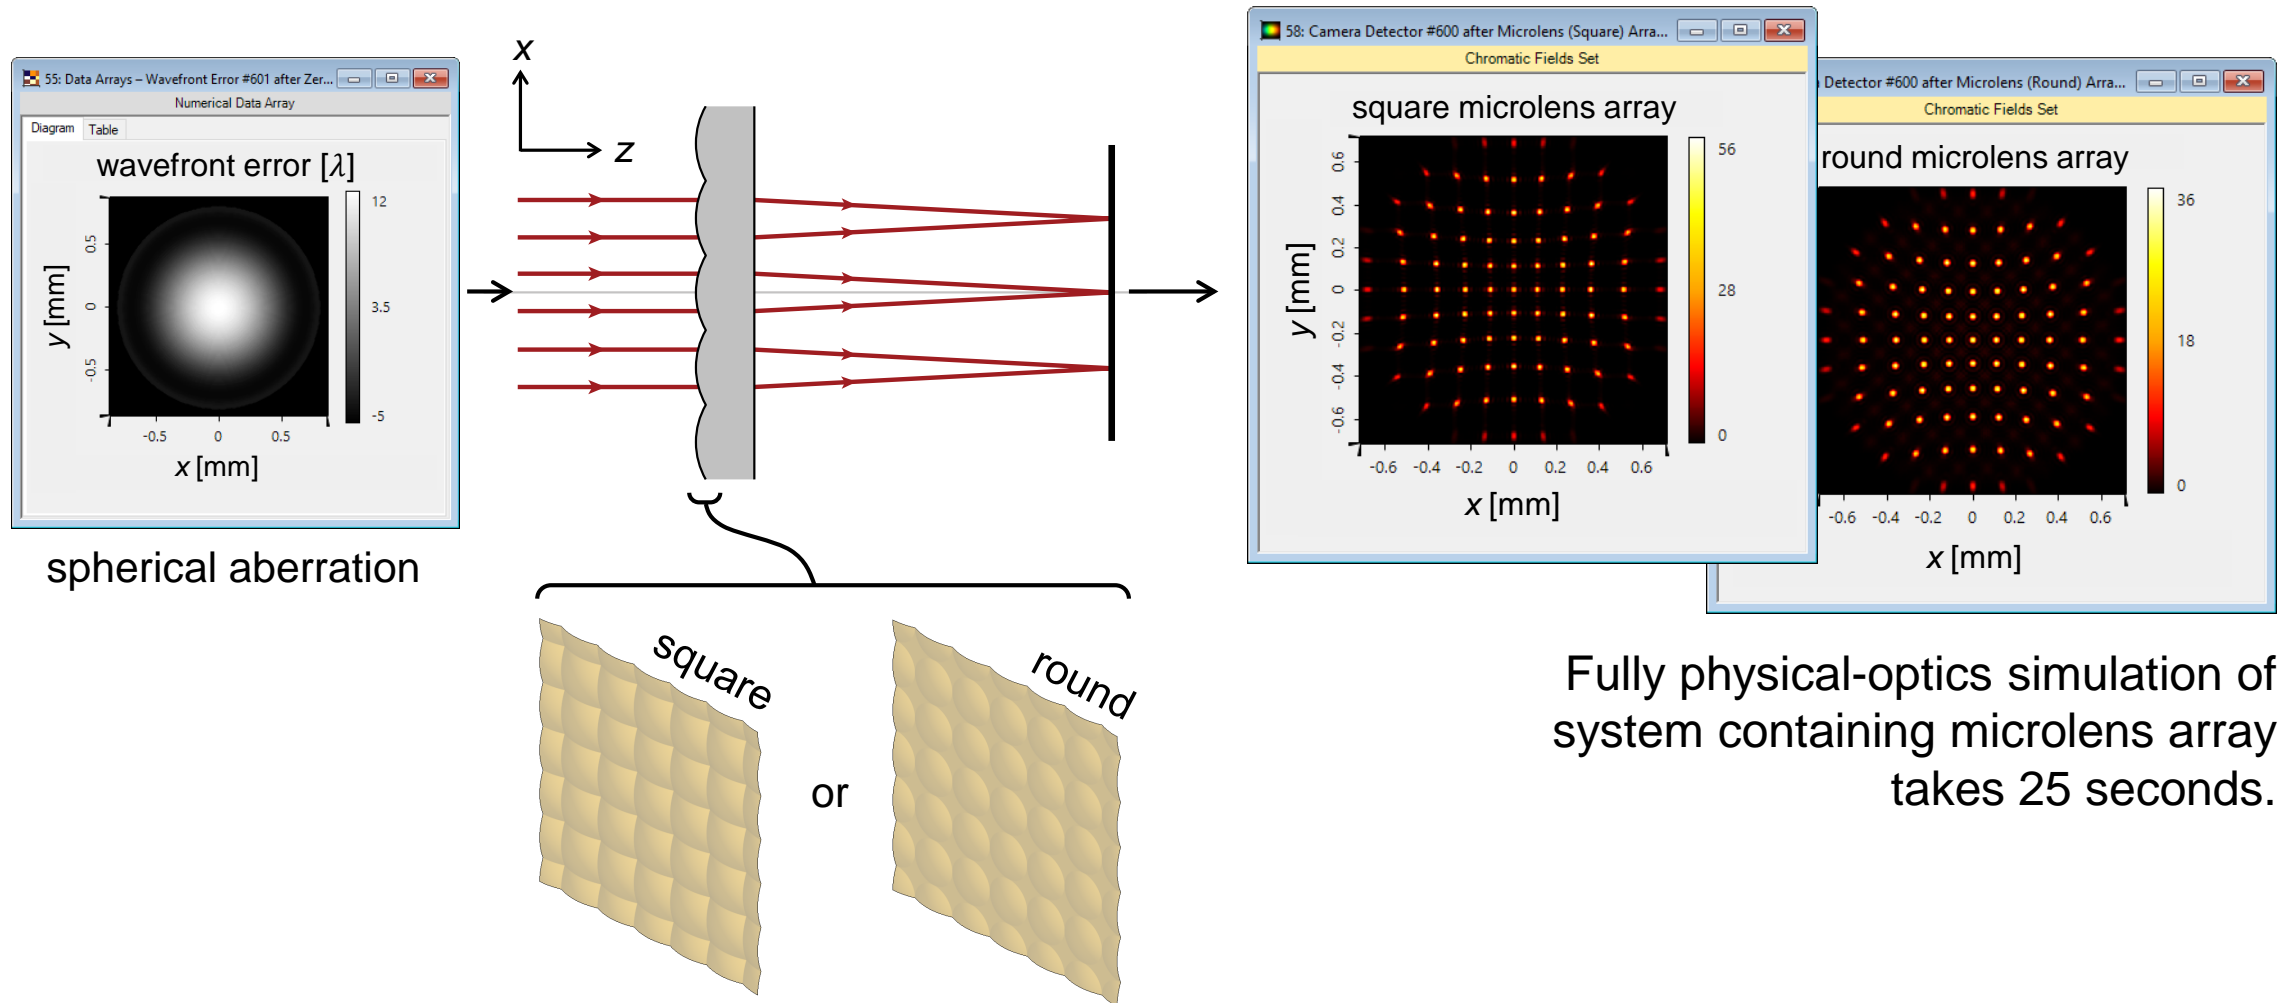 55: Data Arrays – Wavefront Error #601 after Zer...
Numerical Data Array
Diagram Table
wavefront error [λ]
12
3.5
-5
0.5
0
-0.5
y [mm]
-0.5 0 0.5
x [mm]
spherical aberration
x
z
square
or
round
58: Camera Detector #600 after Microlens (Square) Arra...
Chromatic Fields Set
square microlens array
56
28
0
0.6
0.4
0.2
0
-0.2
-0.4
-0.6
y [mm]
-0.6 -0.4 -0.2 0 0.2 0.4 0.6
x [mm]
Detector #600 after Microlens (Round) Arra...
Chromatic Fields Set
round microlens array
36
18
0
-0.6 -0.4 -0.2 0 0.2 0.4 0.6
x [mm]
Fully physical-optics simulation of
system containing microlens array
takes 25 seconds.